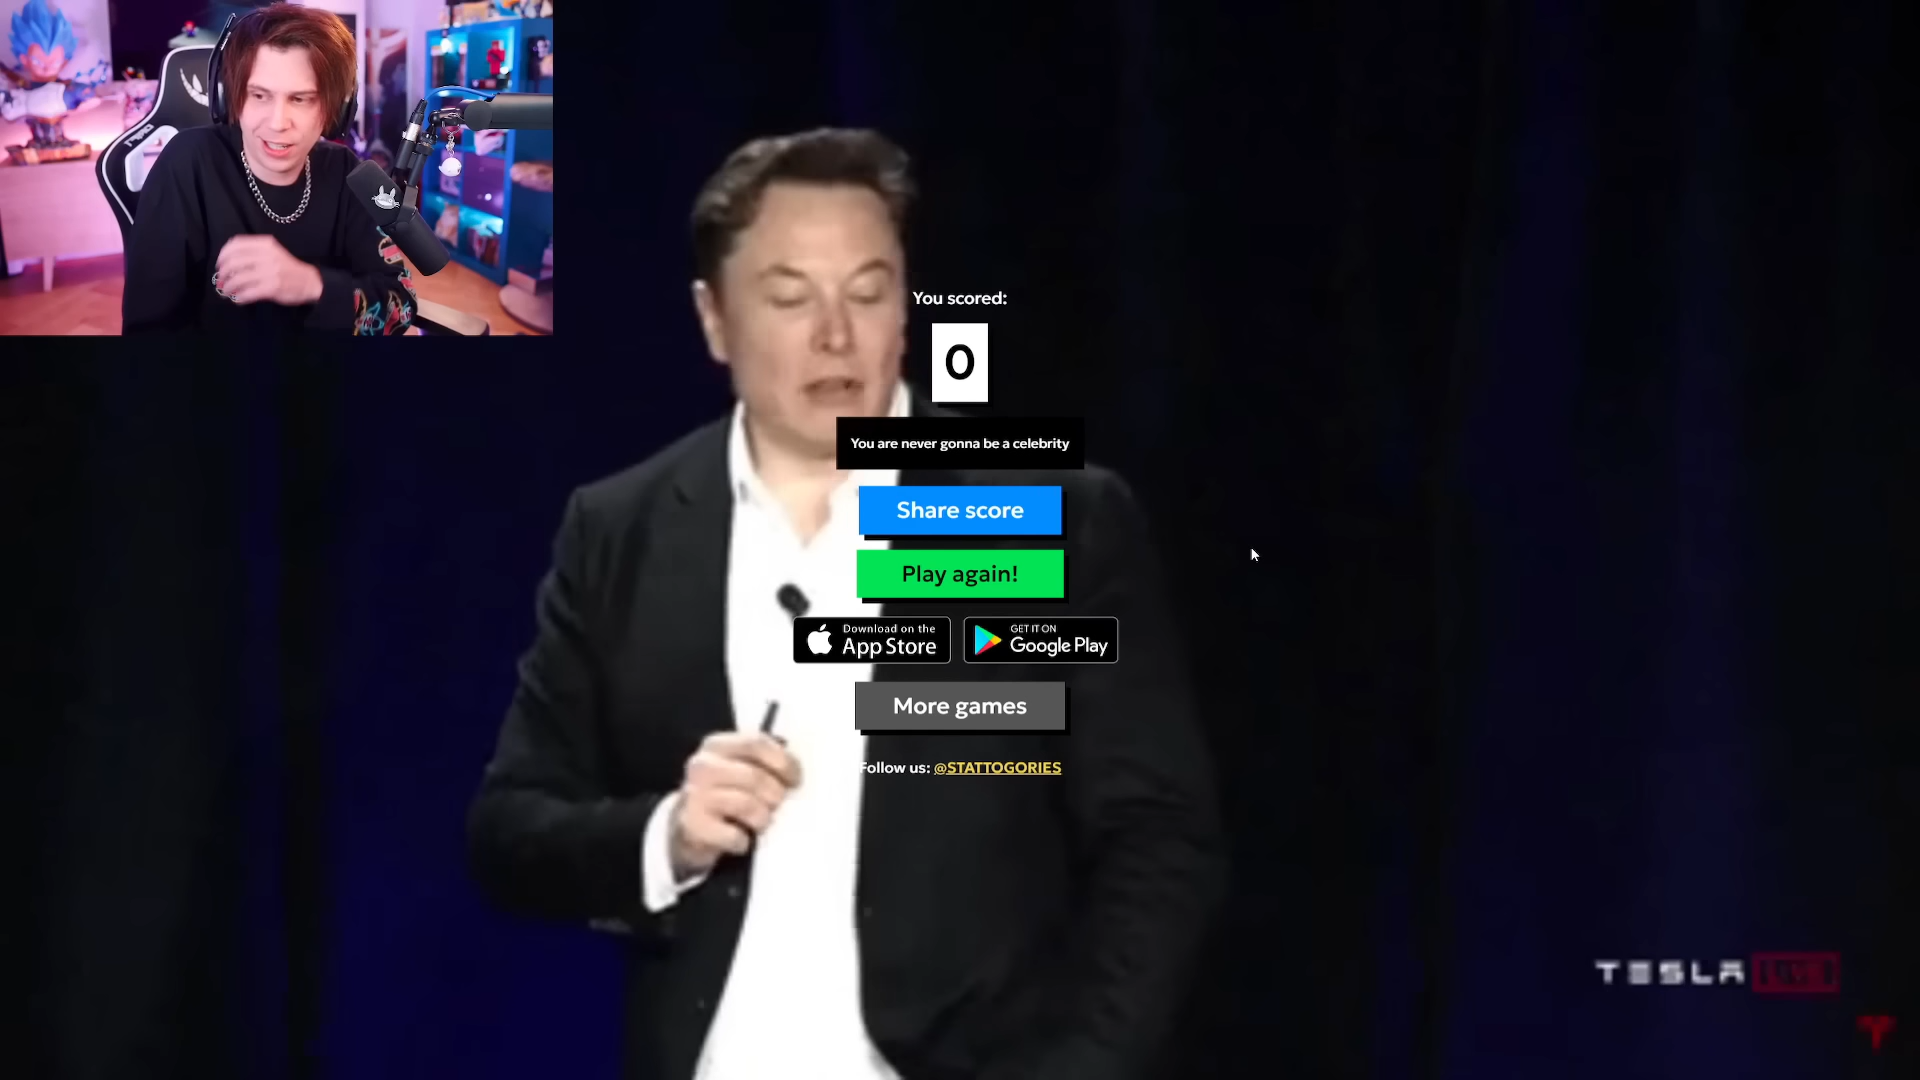 You scored:
0
You are never gonna be a celebrity
Share score
Play again!
Download on the
App Store
GET IT ON
Google Play
More games
Follow us: @STATTOGORIES
TESLA